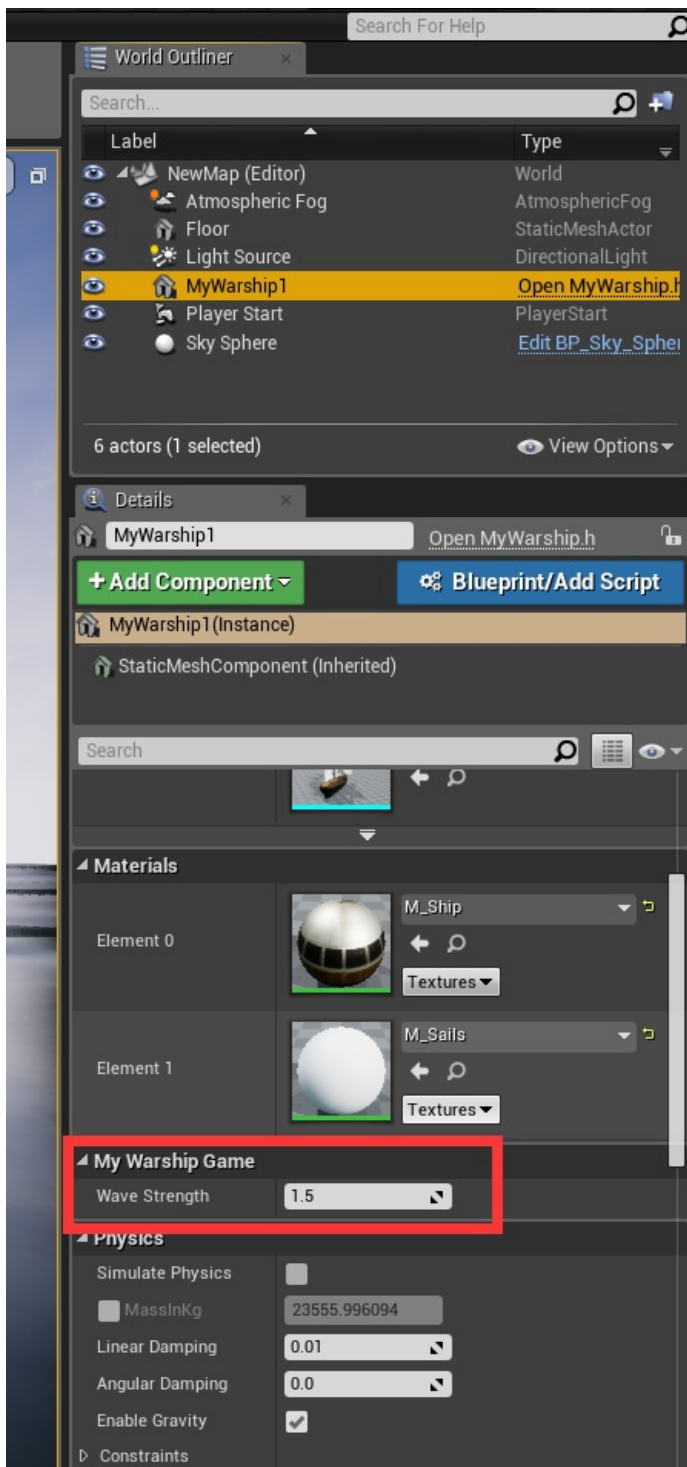 Search For Help
World Outliner
Search...
Label Type
NewMap (Editor) World
Atmospheric Fog AtmosphericFog
Floor StaticMeshActor
Light Source DirectionalLight
MyWarship1 Open MyWarship.h
Player Start PlayerStart
Sky Sphere Edit BP_Sky_Spher
6 actors (1 selected) View Options
Details
MyWarship1 Open MyWarship.h
+Add Component Blueprint/Add Script
MyWarship1(Instance)
StaticMeshComponent (Inherited)
Search
Materials
M_Ship
Element 0
Textures
M_Sails
Element 1
Textures
My Warship Game
Wave Strength 1.5
Physics
Simulate Physics
MassInKg 23555.996094
Linear Damping 0.01
Angular Damping 0.0
Enable Gravity
Constraints